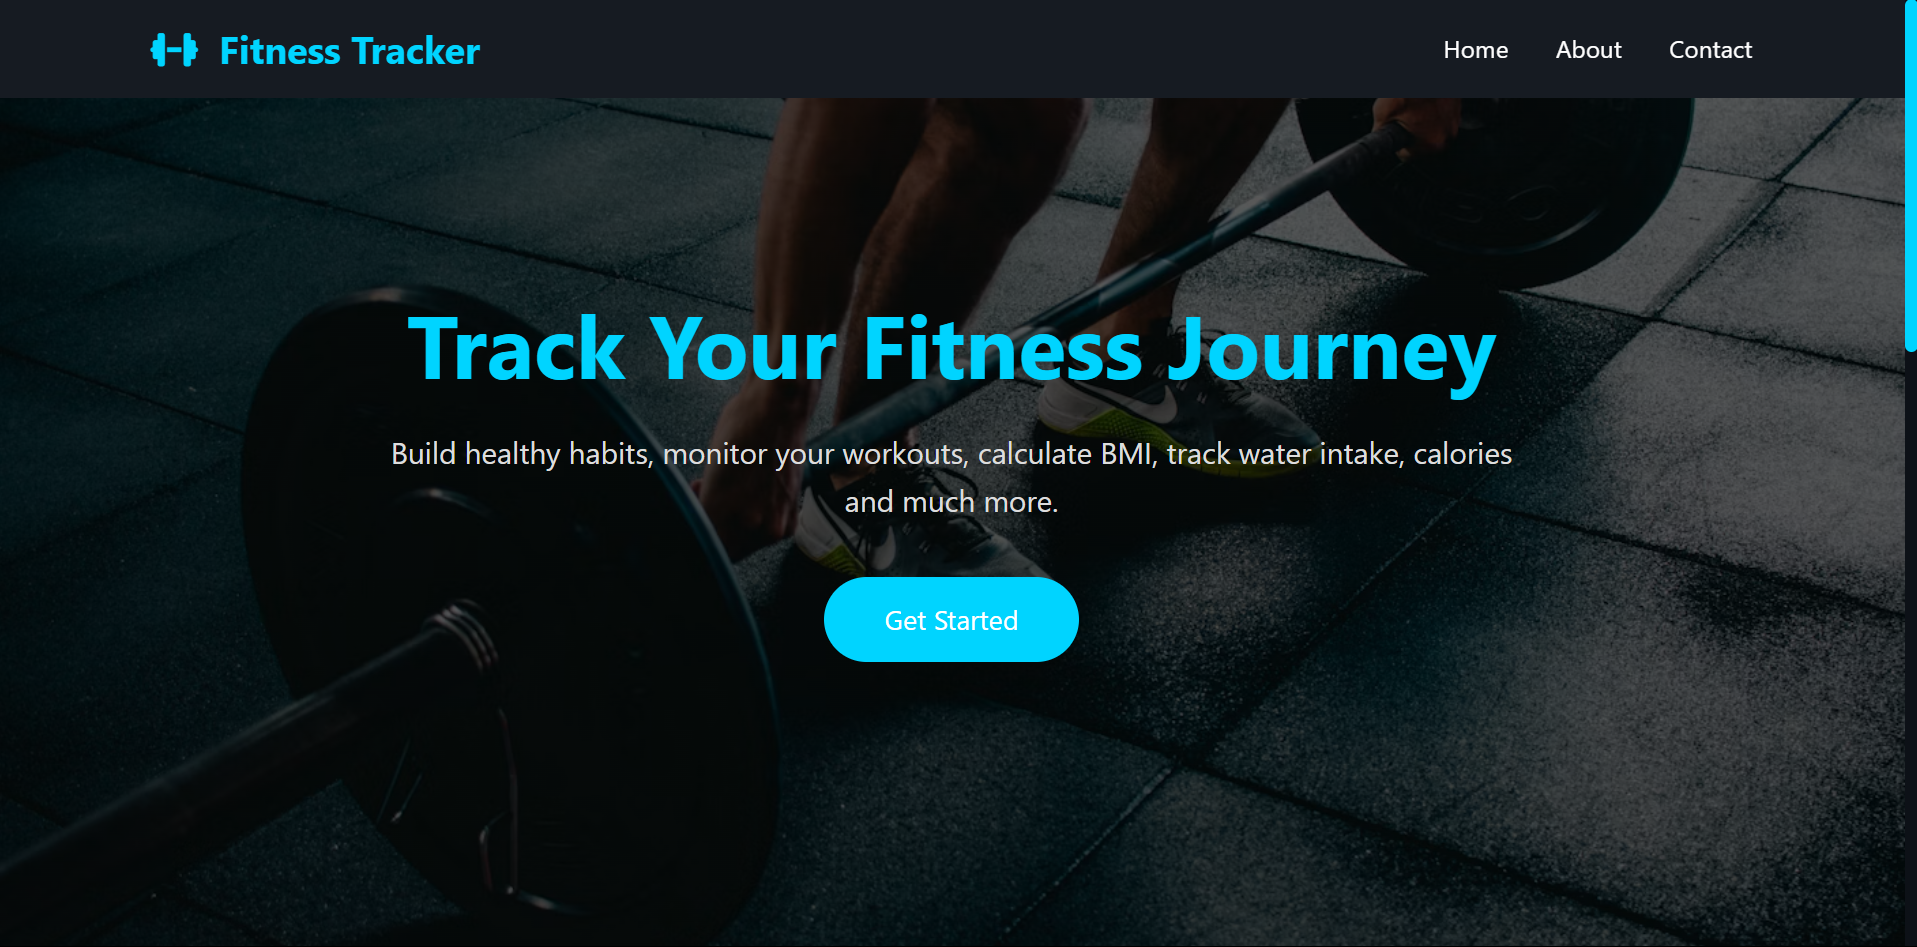 Fitness Tracker
Home About Contact
Track Your Fitness Journey
Build healthy habits, monitor your workouts, calculate BMI, track water intake, calories
and much more.
Get Started